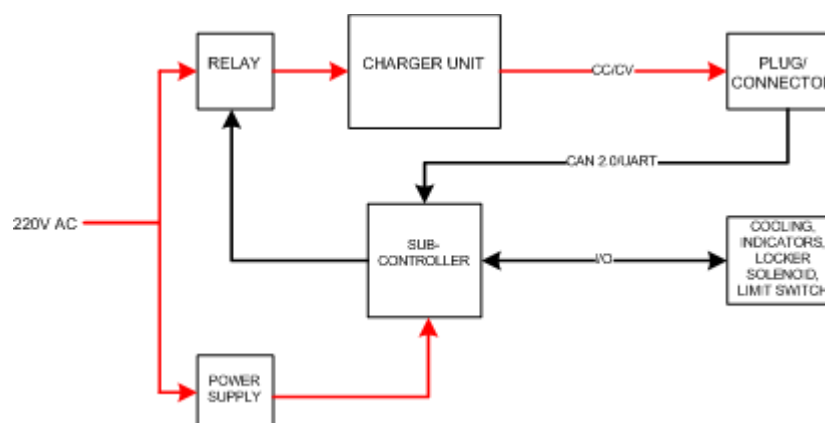 RELAY
CHARGER UNIT
CC/CV
PLUG/
CONNECTOR
CAN 2.0/UART
220V AC
SUB-
CONTROLLER
I/O
COOLING,
INDICATORS,
LOCKER
SOLENOID,
LIMIT SWITCH
POWER
SUPPLY